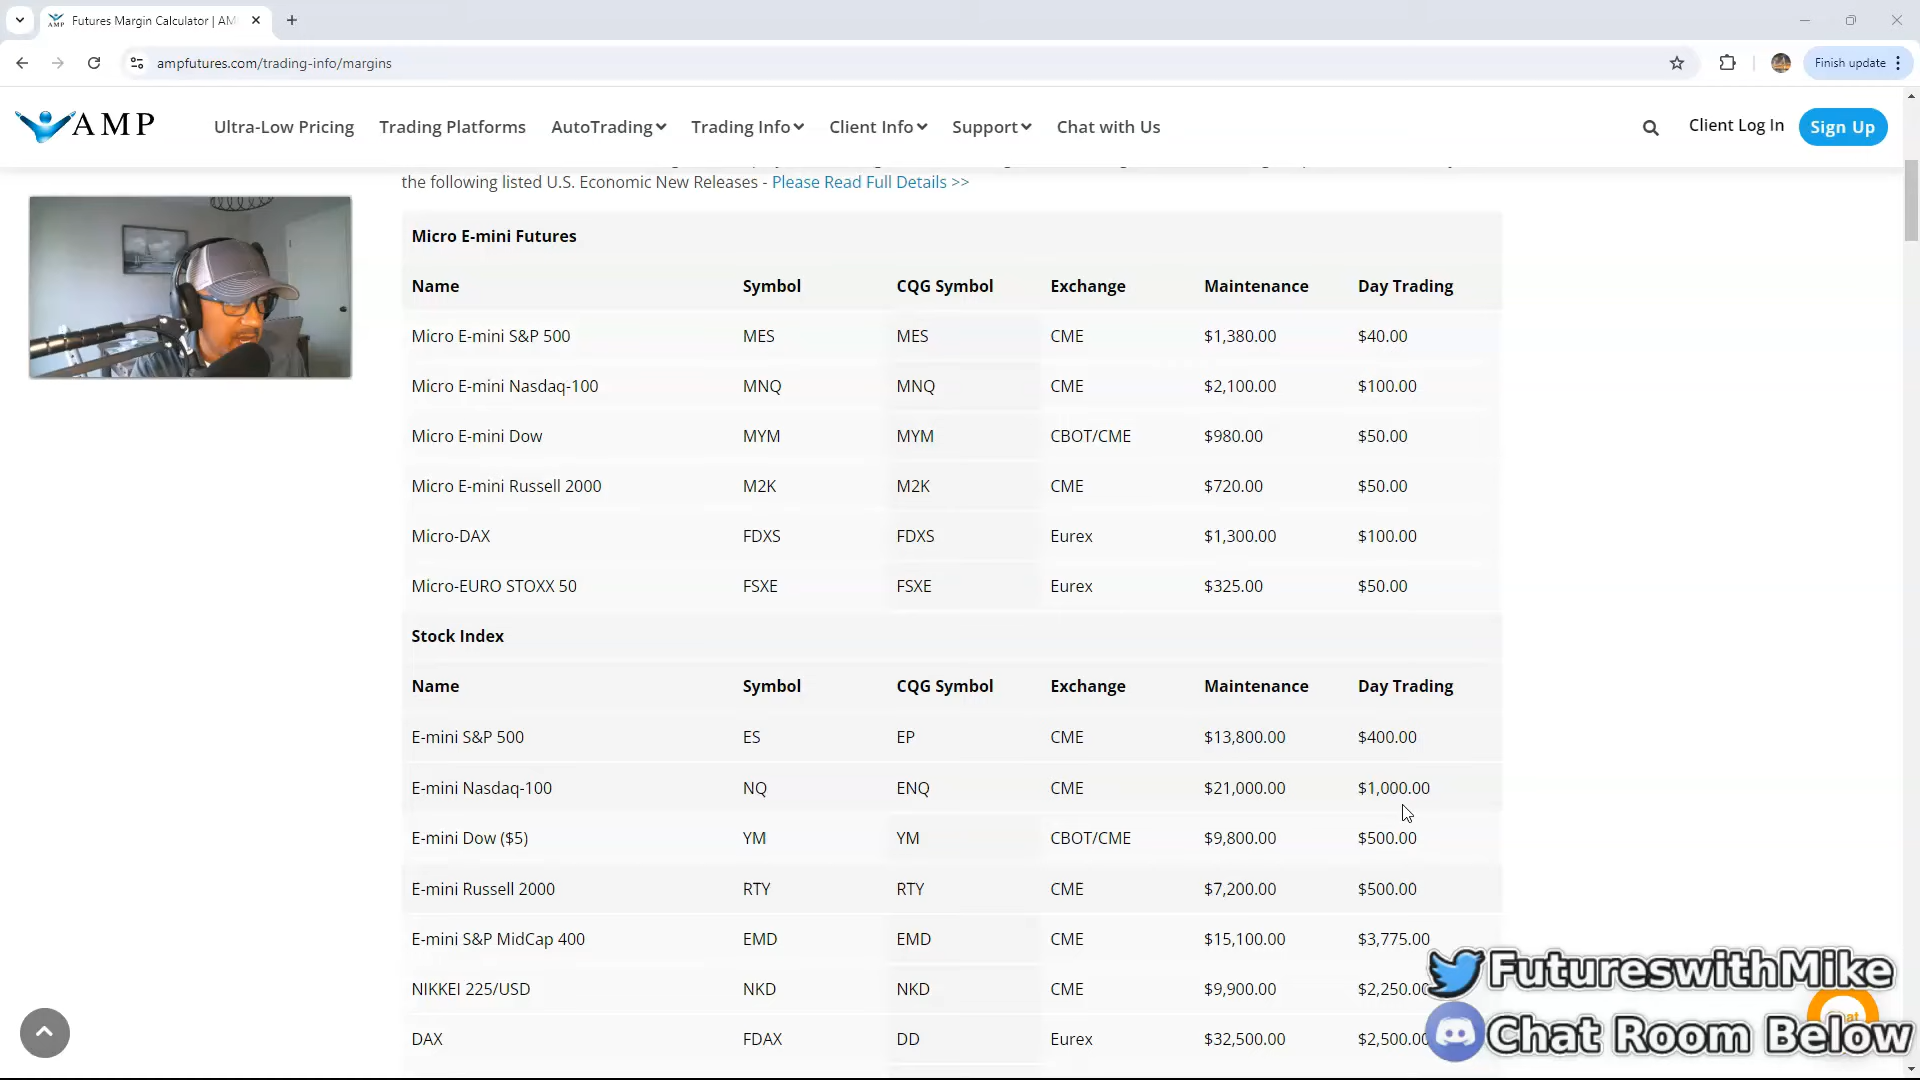 Futures Margin Calculator | AM
ampfutures.com/trading-info/margins
Finish update
AMP
Ultra-Low Pricing
Trading Platforms
AutoTrading
Trading Info
Client Info
Support
Chat with Us
Client Log In
Sign Up
the following listed U.S. Economic New Releases - Please Read Full Details >>
Micro E-mini Futures
Name Symbol CQG Symbol Exchange Maintenance Day Trading
Micro E-mini S&P 500 MES MES CME $1,380.00 $40.00
Micro E-mini Nasdaq-100 MNQ MNQ CME $2,100.00 $100.00
Micro E-mini Dow MYM MYM CBOT/CME $980.00 $50.00
Micro E-mini Russell 2000 M2K M2K CME $720.00 $50.00
Micro-DAX FDXS FDXS Eurex $1,300.00 $100.00
Micro-EURO STOXX 50 FSXE FSXE Eurex $325.00 $50.00
Stock Index
Name Symbol CQG Symbol Exchange Maintenance Day Trading
E-mini S&P 500 ES EP CME $13,800.00 $400.00
E-mini Nasdaq-100 NQ ENQ CME $21,000.00 $1,000.00
E-mini Dow ($5) YM YM CBOT/CME $9,800.00 $500.00
E-mini Russell 2000 RTY RTY CME $7,200.00 $500.00
E-mini S&P MidCap 400 EMD EMD CME $15,100.00 $3,775.00
NIKKEI 225/USD NKD NKD CME $9,900.00 $2,250.00
DAX FDAX DD Eurex $32,500.00 $2,500.00
FutureswithMike
Chat Room Below